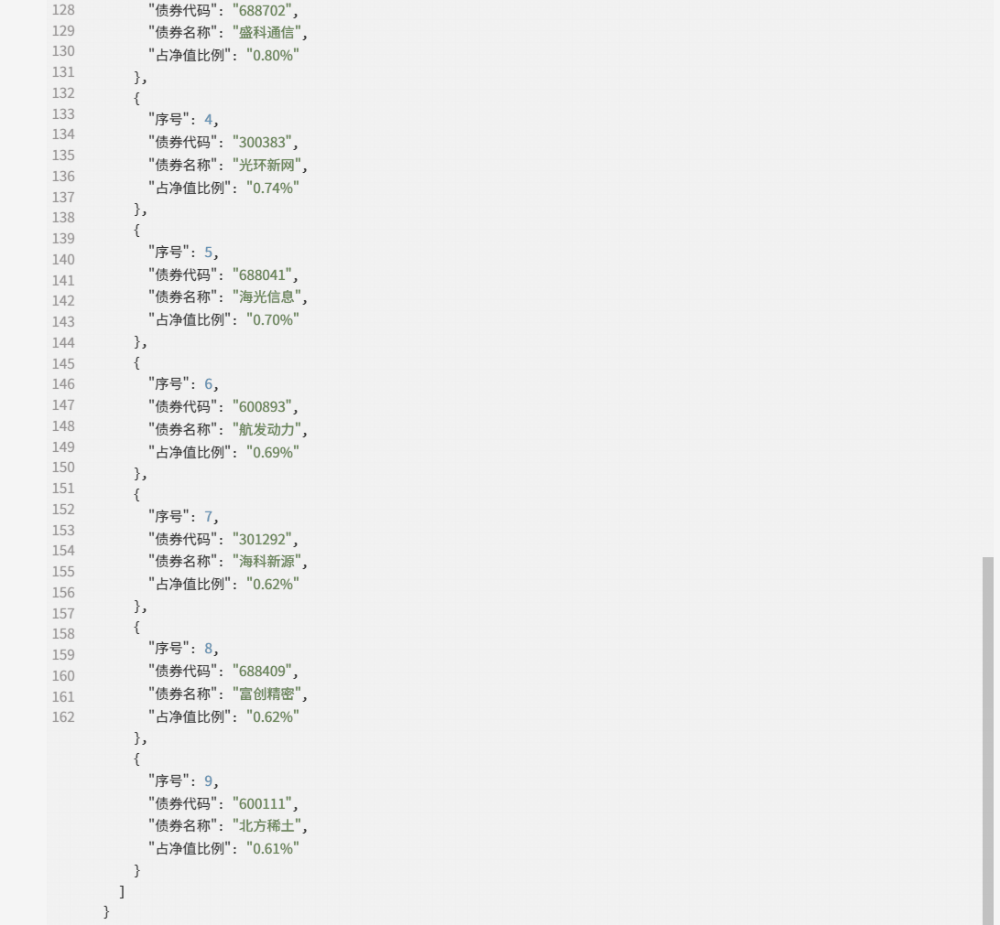 128 "债券代码": "688702",
129 "债券名称": "盛科通信",
130 "占净值比例": "0.80%"
131 },
132 {
133 "序号": 4,
134 "债券代码": "300383",
135 "债券名称": "光环新网",
136 "占净值比例": "0.74%"
137 },
138 {
139 "序号": 5,
140 "债券代码": "688041",
141 "债券名称": "海光信息",
142 "占净值比例": "0.70%"
143 },
144 {
145 "序号": 6,
146 "债券代码": "600893",
147 "债券名称": "航发动力",
148 "占净值比例": "0.69%"
149 },
150 {
151 "序号": 7,
152 "债券代码": "301292",
153 "债券名称": "海科新源",
154 "占净值比例": "0.62%"
155 },
156 {
157 "序号": 8,
158 "债券代码": "688409",
159 "债券名称": "富创精密",
160 "占净值比例": "0.62%"
161 },
162 {
"序号": 9,
"债券代码": "600111",
"债券名称": "北方稀土",
"占净值比例": "0.61%"
}
]
}